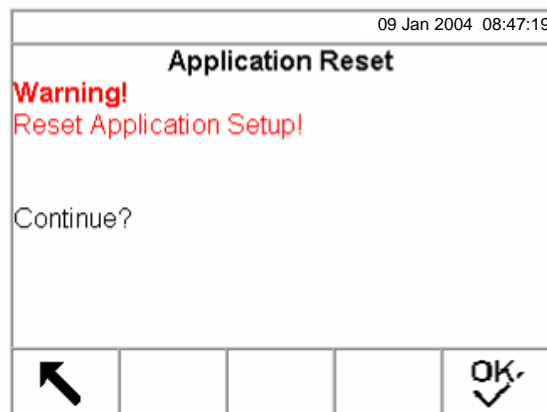 09 Jan 2004 08:47:19
Application Reset
Warning!
Reset Application Setup!
Continue?
OK